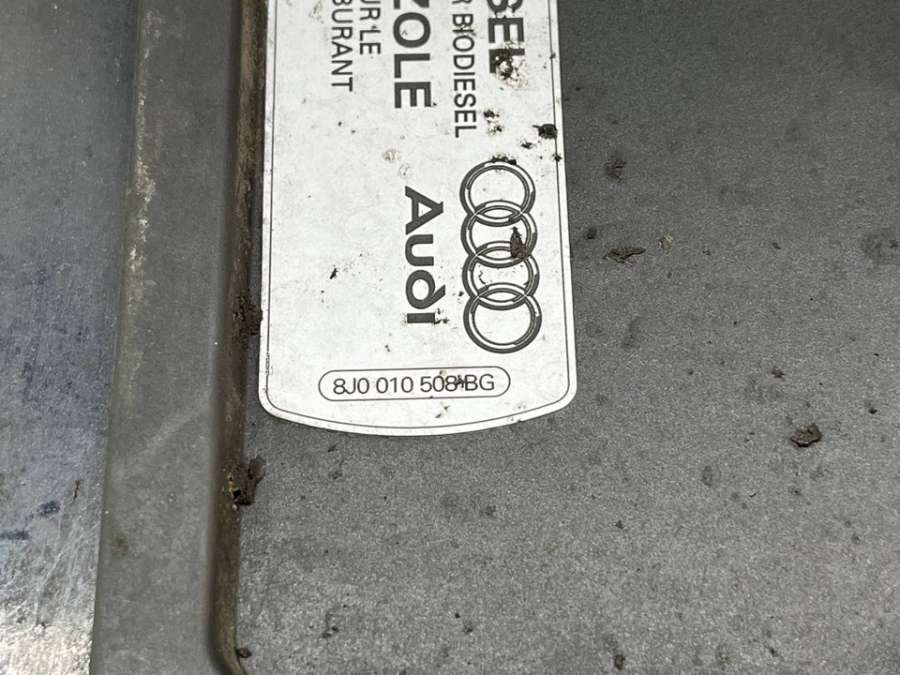 SEL
R BIODIESEL
ZOLE
UR LE
BURANT
Audi
8J0 010 508 BG